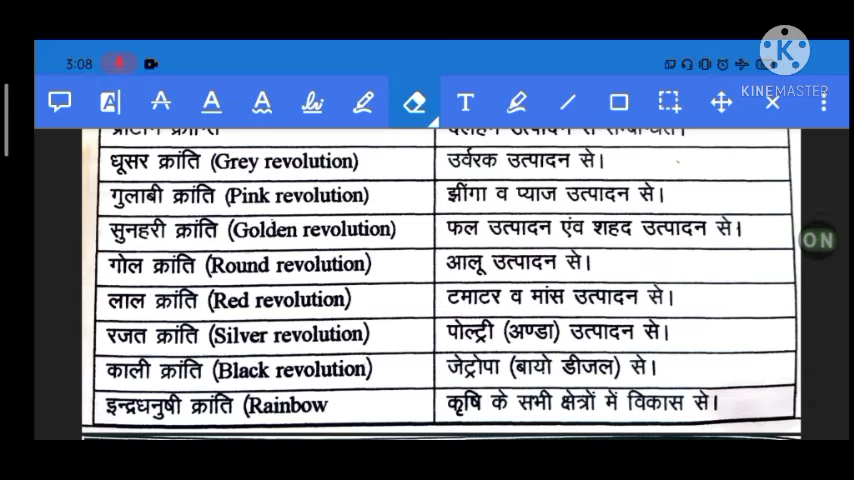 3:08
KINEMASTER
धूसर क्रांति (Grey revolution) उर्वरक उत्पादन से।
गुलाबी क्रांति (Pink revolution) झींगा व प्याज उत्पादन से।
सुनहरी क्रांति (Golden revolution) फल उत्पादन एंव शहद उत्पादन से।
ON
गोल क्रांति (Round revolution) आलू उत्पादन से।
लाल क्रांति (Red revolution) टमाटर व मांस उत्पादन से।
रजत क्रांति (Silver revolution) पोल्ट्री (अण्डा) उत्पादन से।
काली क्रांति (Black revolution) जेट्रोपा (बायो डीजल) से।
इन्द्रधनुषी क्रांति (Rainbow कृषि के सभी क्षेत्रों में विकास से।